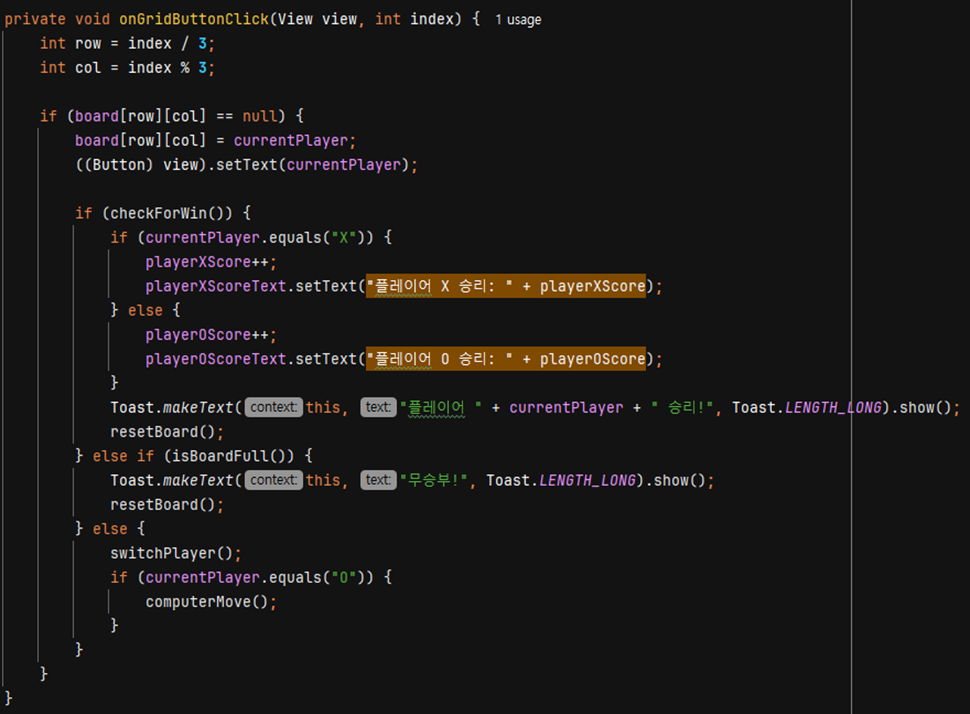 private void onGridButtonClick(View view, int index) { 1 usage
int row = index / 3;
int col = index % 3;
if (board[row][col] == null) {
board[row][col] = currentPlayer;
((Button) view).setText(currentPlayer);
if (checkForWin()) {
if (currentPlayer.equals("X")) {
playerXScore++;
playerXScoreText.setText("플레이어 X 승리: " + playerXScore);
} else {
playerOScore++;
playerOScoreText.setText("플레이어 O 승리: " + playerOScore);
}
Toast.makeText( context: this, text: "플레이어 " + currentPlayer + " 승리!", Toast.LENGTH_LONG).show();
resetBoard();
} else if (isBoardFull()) {
Toast.makeText( context: this, text: "무승부!", Toast.LENGTH_LONG).show();
resetBoard();
} else {
switchPlayer();
if (currentPlayer.equals("O")) {
computerMove();
}
}
}
}